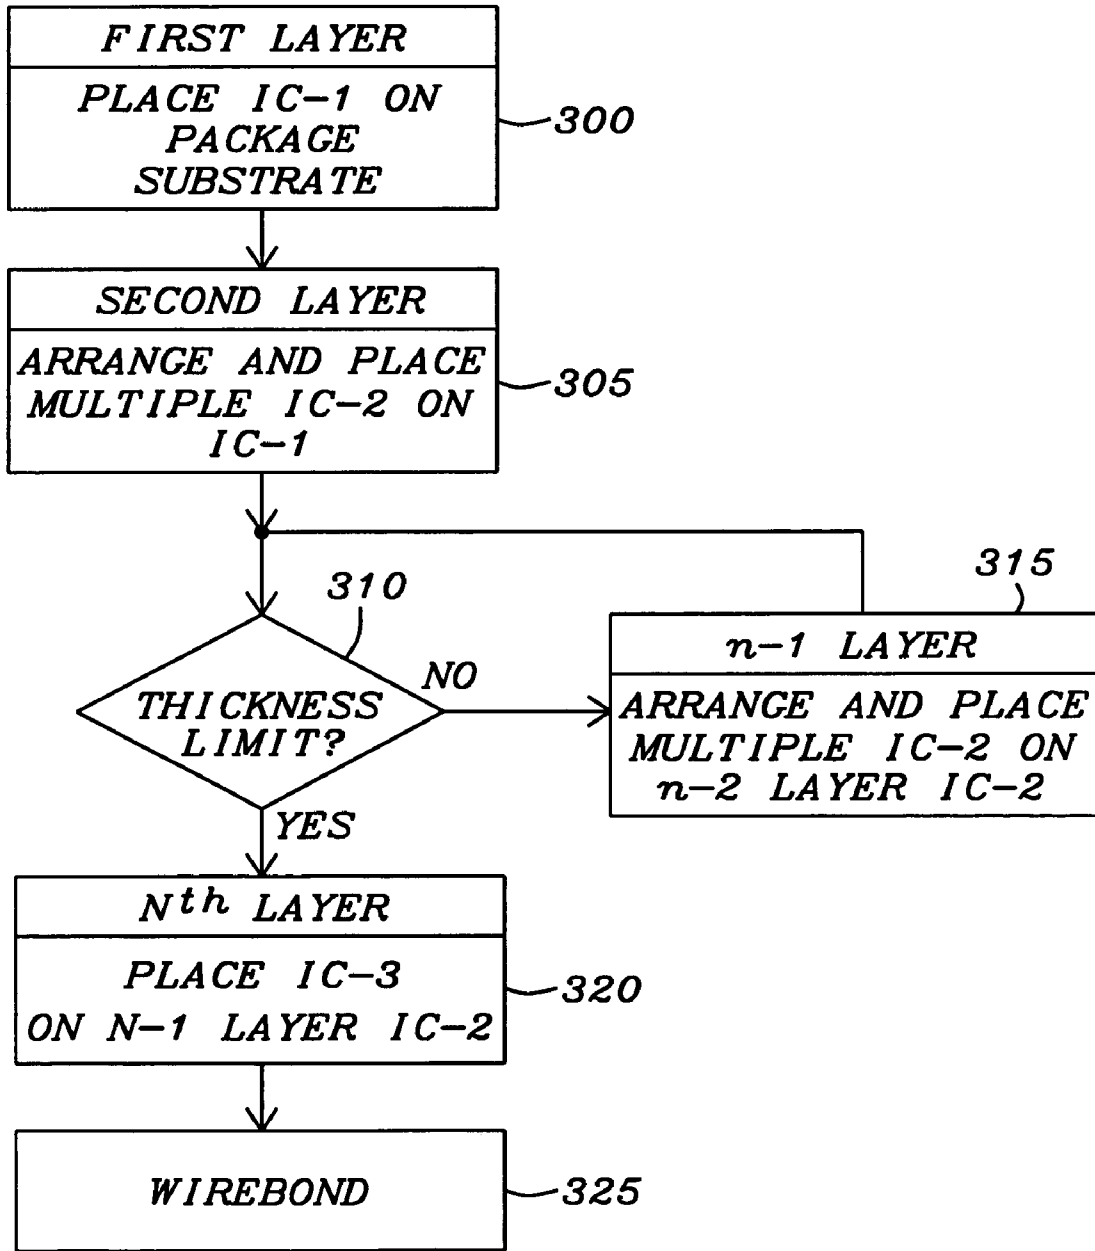 FIRST LAYER
PLACE IC-1 ON
PACKAGE
SUBSTRATE
300
SECOND LAYER
ARRANGE AND PLACE
MULTIPLE IC-2 ON
IC-1
305
310
THICKNESS
LIMIT?
NO
YES
315
n-1 LAYER
ARRANGE AND PLACE
MULTIPLE IC-2 ON
n-2 LAYER IC-2
Nth LAYER
PLACE IC-3
ON N-1 LAYER IC-2
320
WIREBOND
325